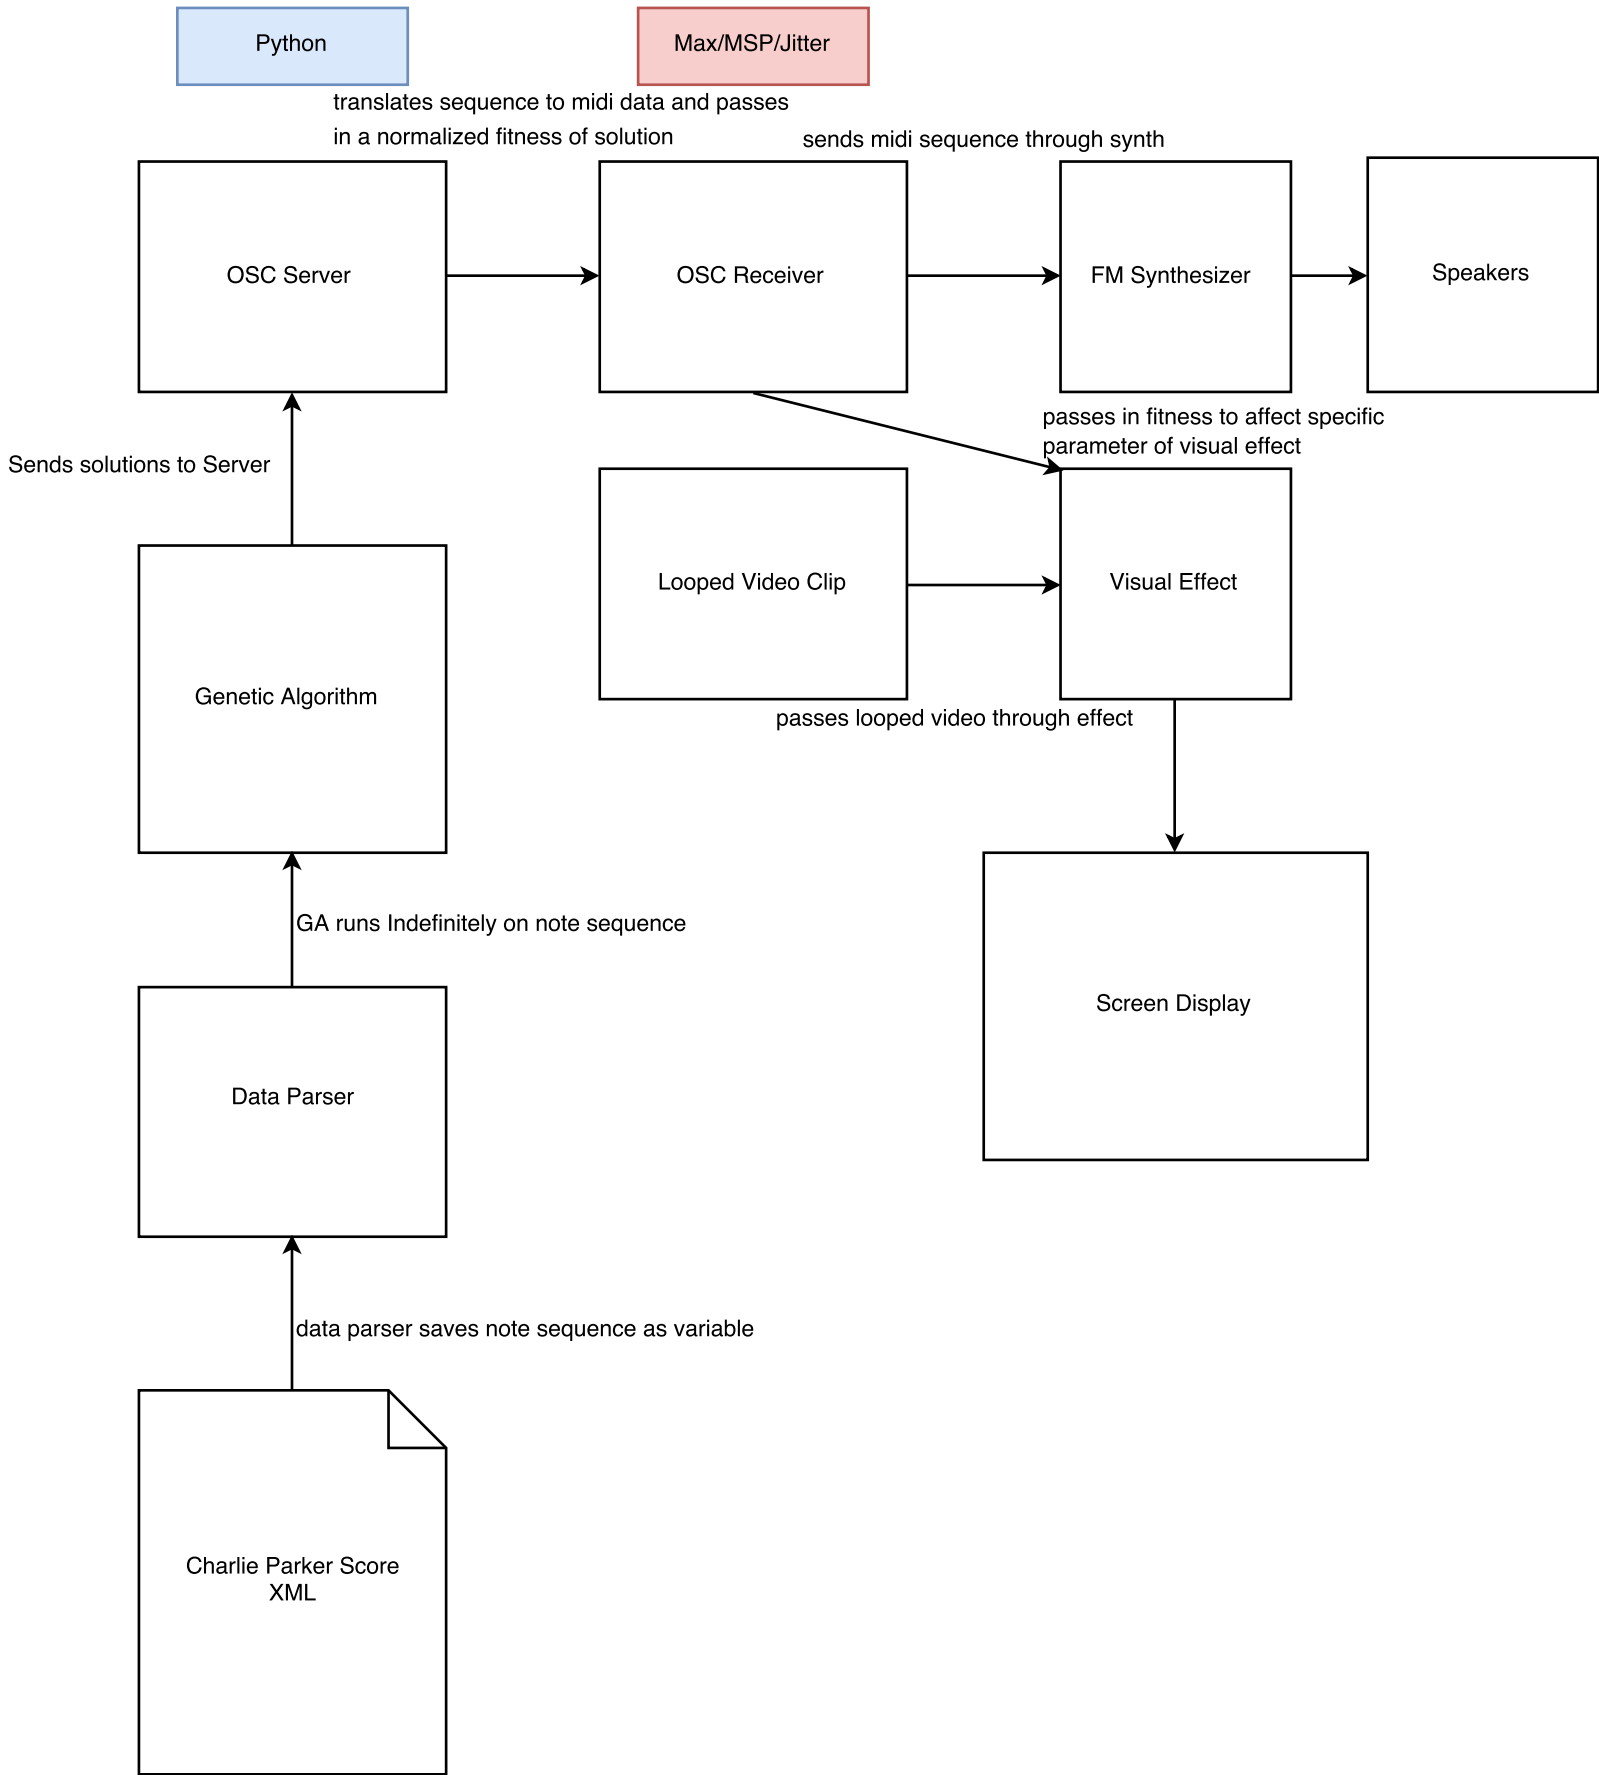 Python
Max/MSP/Jitter
translates sequence to midi data and passes
in a normalized fitness of solution
sends midi sequence through synth
OSC Server
OSC Receiver
FM Synthesizer
Speakers
passes in fitness to affect specific
parameter of visual effect
Sends solutions to Server
Looped Video Clip
Visual Effect
Genetic Algorithm
passes looped video through effect
GA runs Indefinitely on note sequence
Screen Display
Data Parser
data parser saves note sequence as variable
Charlie Parker Score
XML